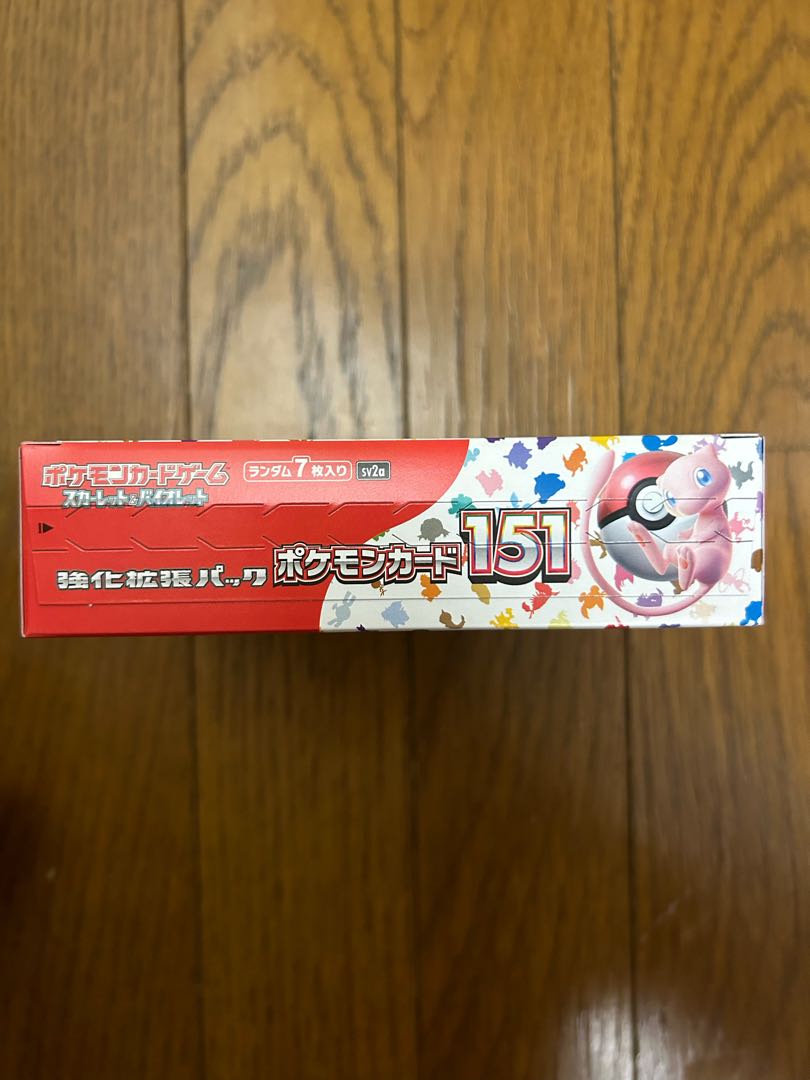 ポケモンカードゲーム
スカーレット&バイオレット
ランダム7枚入り
sv2a
強化拡張パック
ポケモンカード151